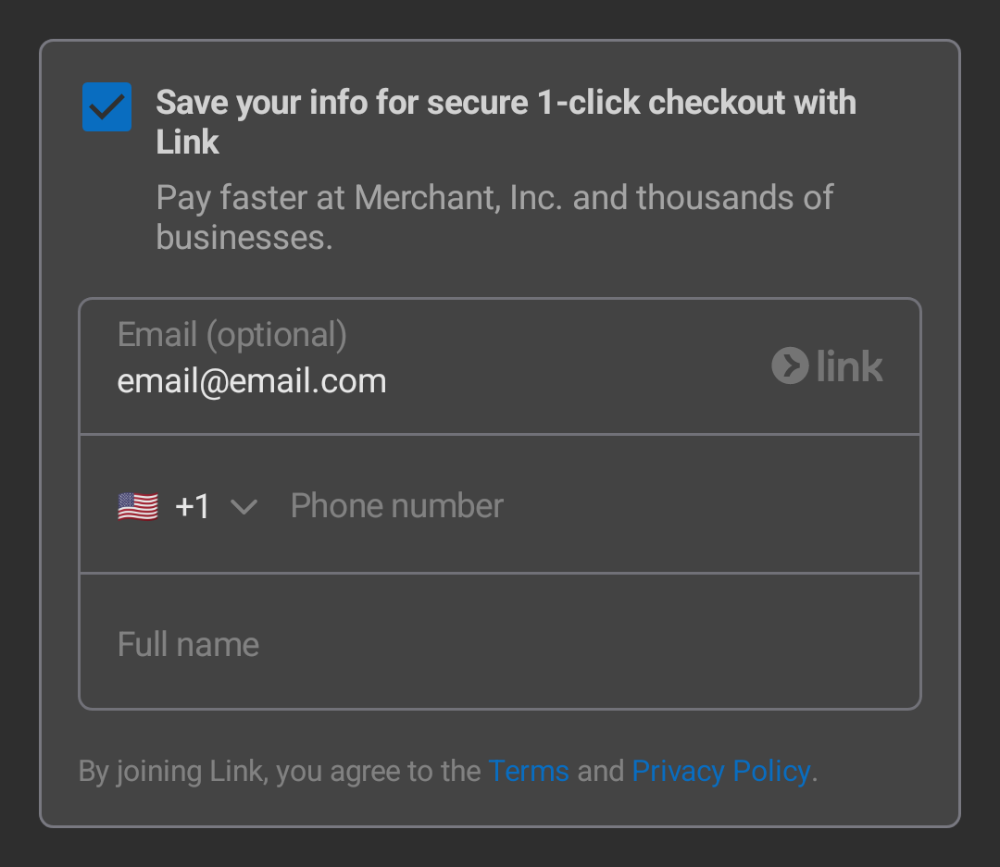 Save your info for secure 1-click checkout with
Link
Pay faster at Merchant, Inc. and thousands of
businesses.
Email (optional)
email@email.com
link
+1 Phone number
Full name
By joining Link, you agree to the Terms and Privacy Policy.